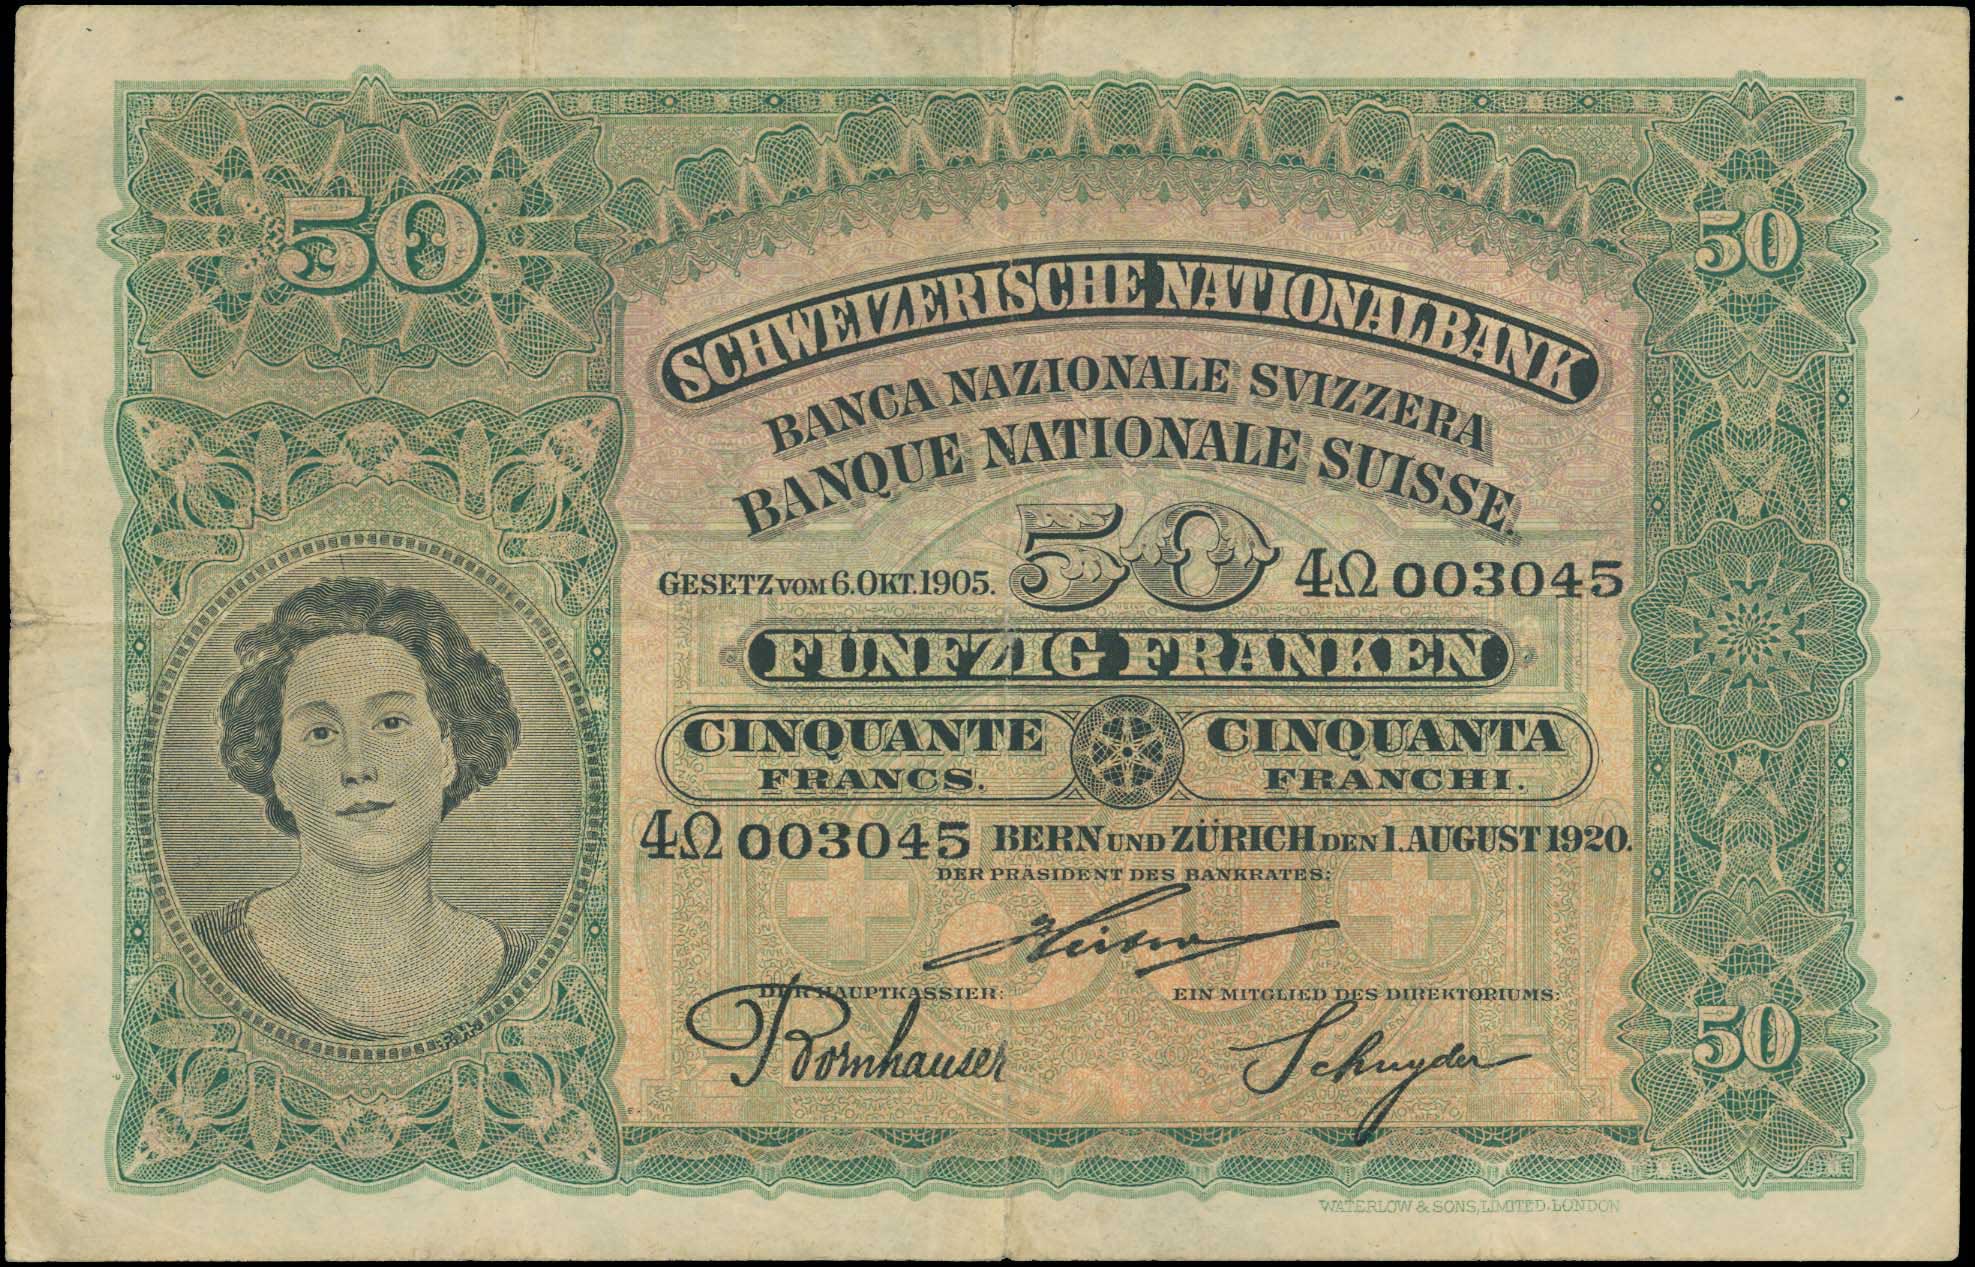 50
50
SCHWEIZERISCHE NATIONALBANK
BANCA NAZIONALE SVIZZERA
BANQUE NATIONALE SUISSE.
GESETZ VOM 6. OKT. 1905. 50 4Ω 003045
FÜNFZIG FRANKEN
CINQUANTE FRANCS.
CINQUANTA FRANCHI.
4Ω 003045 BERN UND ZÜRICH DEN 1. AUGUST 1920.
DER PRÄSIDENT DES BANKRATES:
DER HAUPTKASSIER:
EIN MITGLIED DES DIREKTORIUMS:
Bornhauser
Schnyder
50
50
WATERLOW & SONS, LIMITED. LONDON